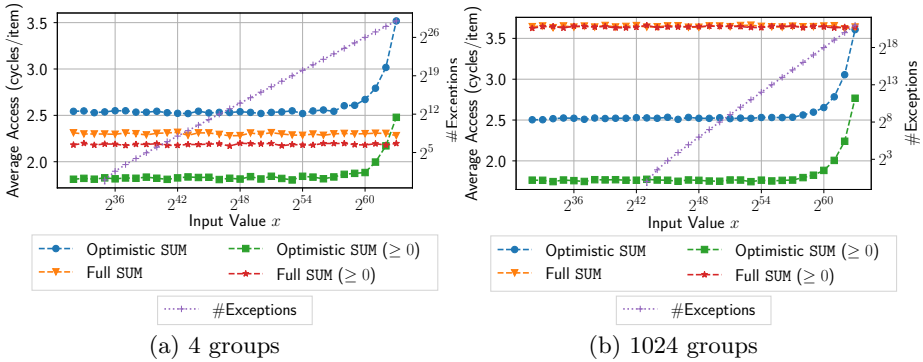 3.5
3.0
2.5
2.0
Average Access (cycles/item)
2^26
2^19
2^12
2^5
#Exceptions
2^36 2^42 2^48 2^54 2^60
Input Value x
Optimistic SUM
Full SUM
Optimistic SUM (≥ 0)
Full SUM (≥ 0)
#Exceptions
(a) 4 groups
3.5
3.0
2.5
2.0
Average Access (cycles/item)
2^18
2^13
2^8
2^3
#Exceptions
2^36 2^42 2^48 2^54 2^60
Input Value x
Optimistic SUM
Full SUM
Optimistic SUM (≥ 0)
Full SUM (≥ 0)
#Exceptions
(b) 1024 groups